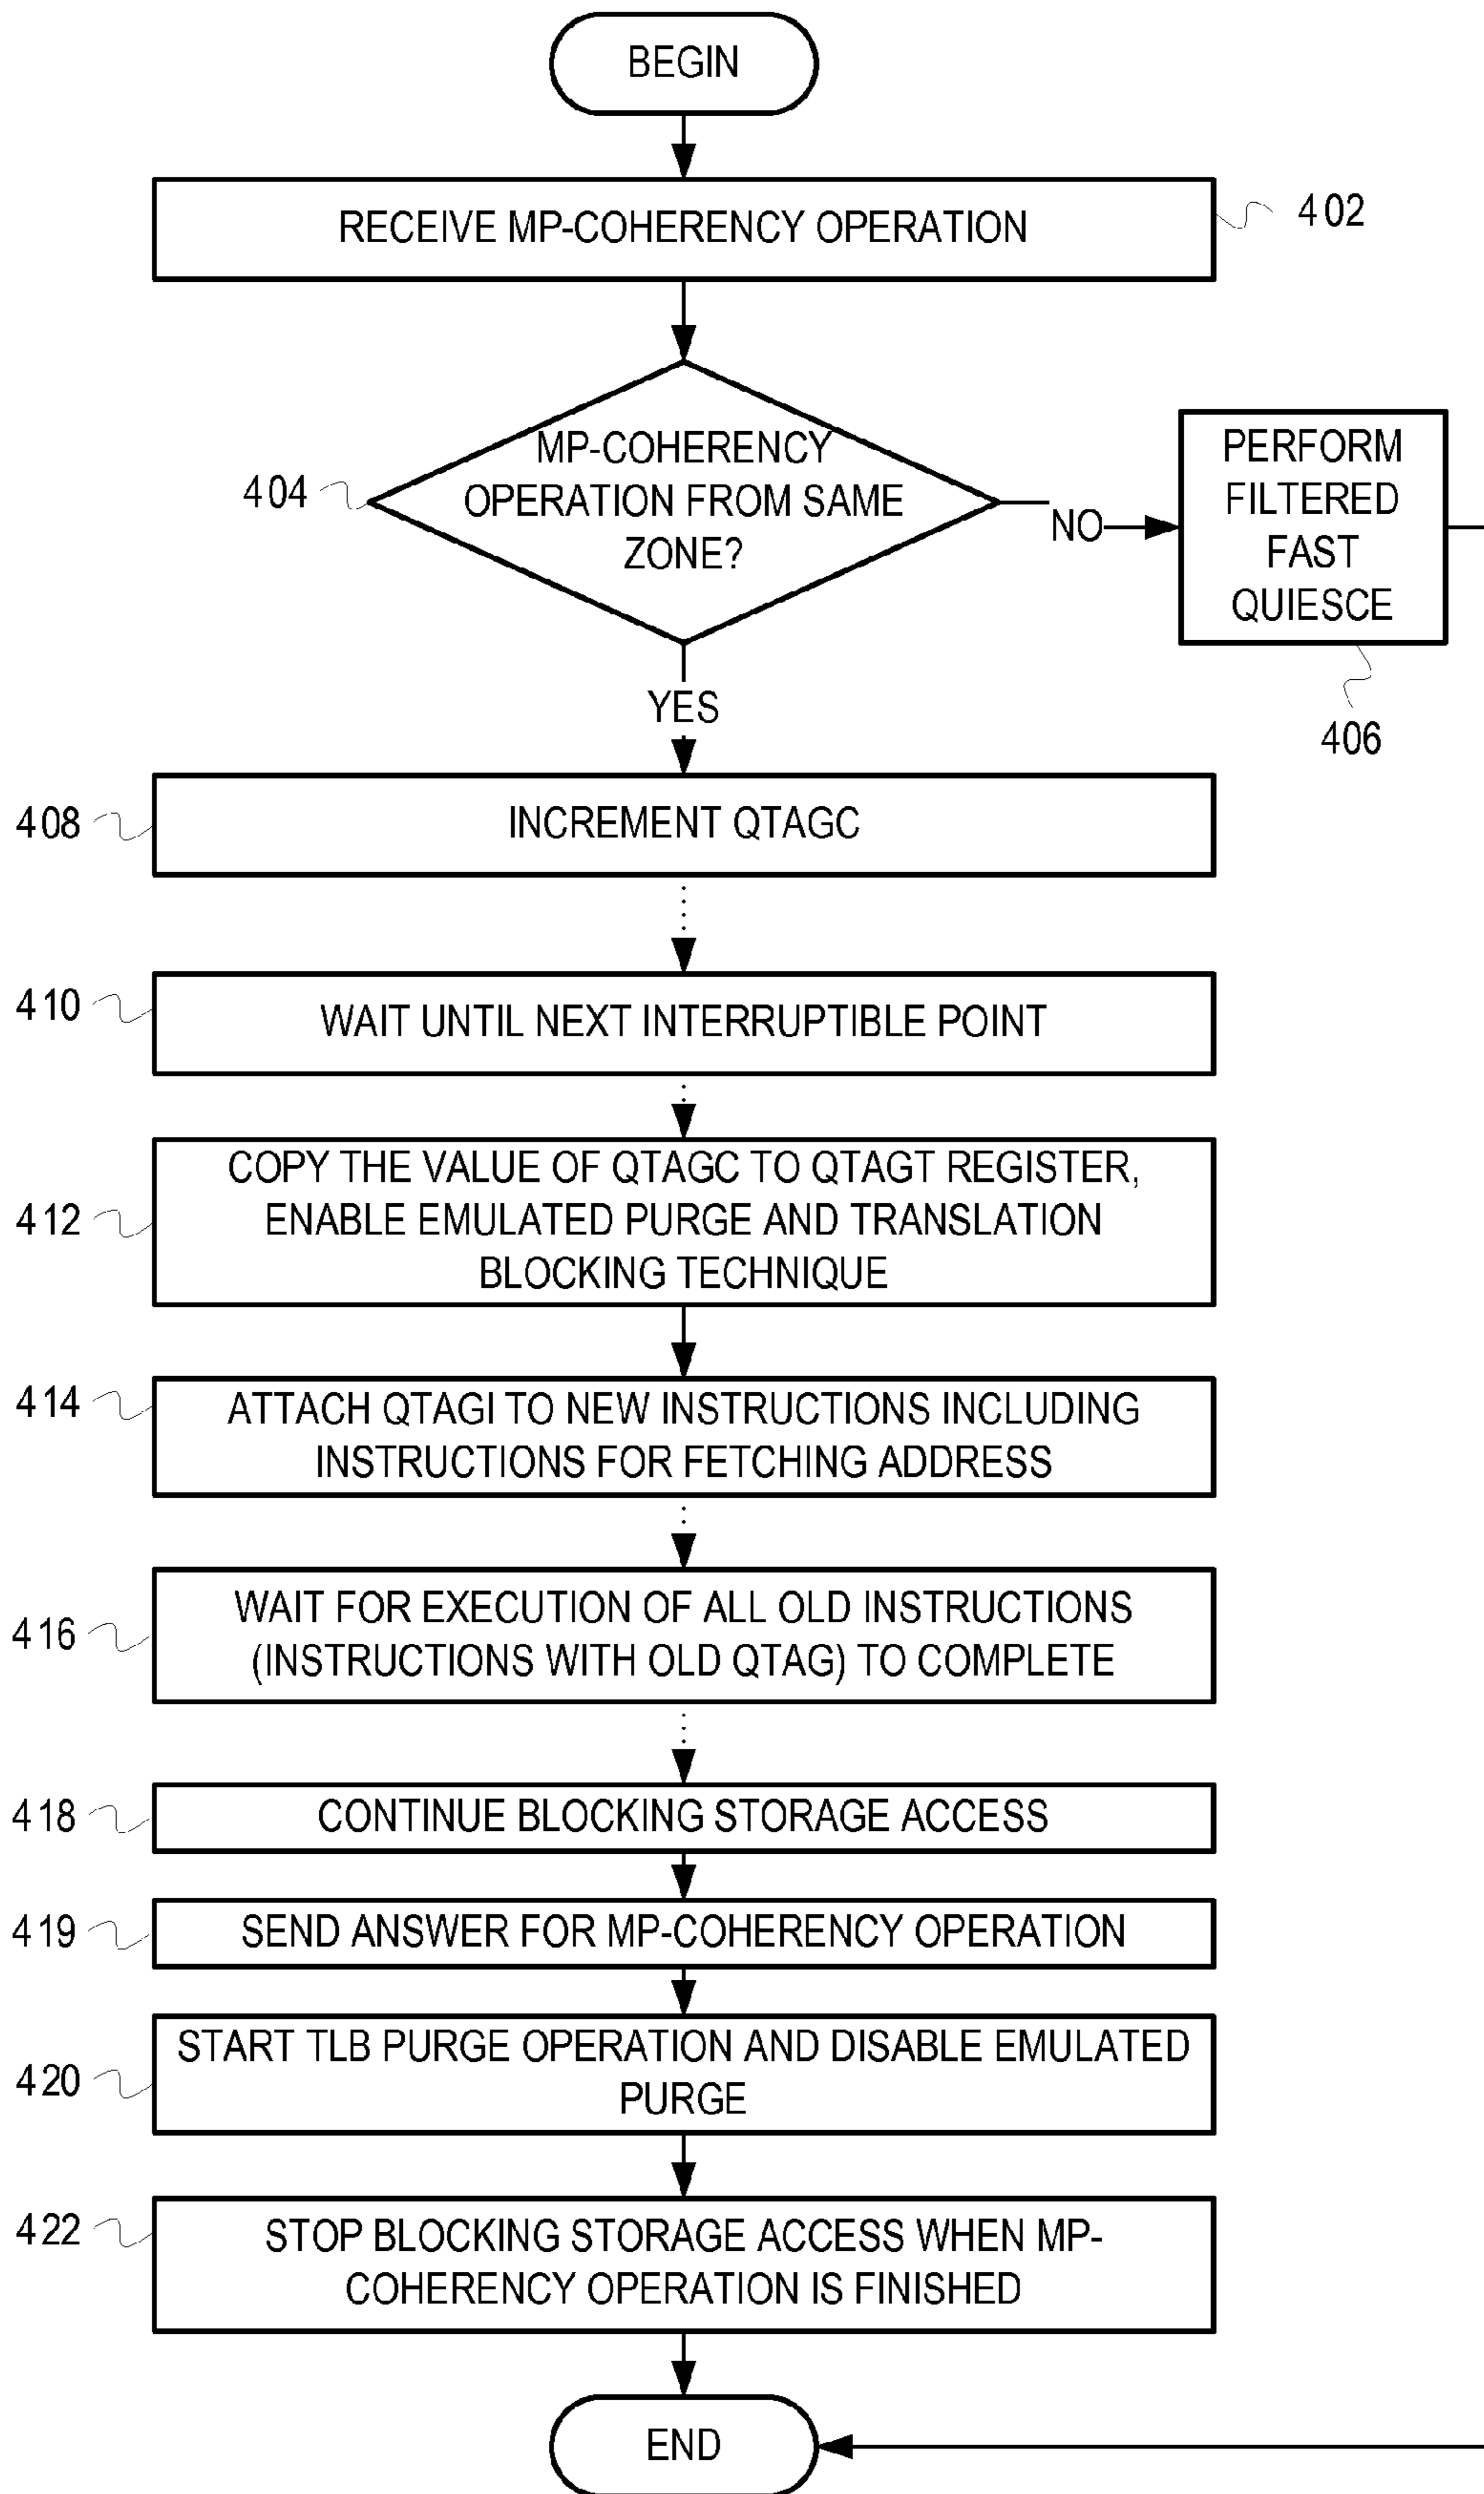 BEGIN
RECEIVE MP-COHERENCY OPERATION
402
MP-COHERENCY
OPERATION FROM SAME
ZONE?
404
NO
PERFORM
FILTERED
FAST
QUIESCE
406
YES
408
INCREMENT QTAGC
410
WAIT UNTIL NEXT INTERRUPTIBLE POINT
412
COPY THE VALUE OF QTAGC TO QTAGT REGISTER,
ENABLE EMULATED PURGE AND TRANSLATION
BLOCKING TECHNIQUE
414
ATTACH QTAGI TO NEW INSTRUCTIONS INCLUDING
INSTRUCTIONS FOR FETCHING ADDRESS
416
WAIT FOR EXECUTION OF ALL OLD INSTRUCTIONS
(INSTRUCTIONS WITH OLD QTAG) TO COMPLETE
418
CONTINUE BLOCKING STORAGE ACCESS
419
SEND ANSWER FOR MP-COHERENCY OPERATION
420
START TLB PURGE OPERATION AND DISABLE EMULATED
PURGE
422
STOP BLOCKING STORAGE ACCESS WHEN MP-
COHERENCY OPERATION IS FINISHED
END